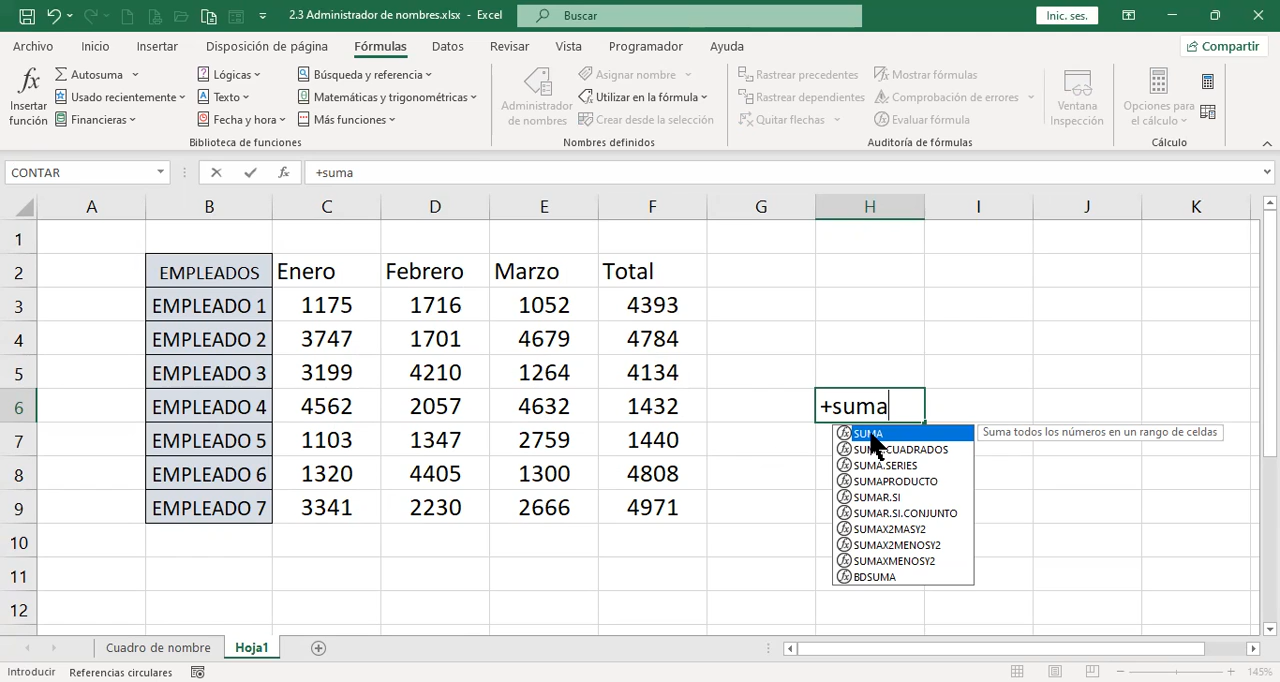 2.3 Administrador de nombres.xlsx - Excel
Buscar
Inic. ses.
Archivo Inicio Insertar Disposición de página Fórmulas Datos Revisar Vista Programador Ayuda Compartir
Insertar función
Autosuma
Usado recientemente
Financieras
Lógicas
Texto
Fecha y hora
Búsqueda y referencia
Matemáticas y trigonométricas
Más funciones
Biblioteca de funciones
Administrador de nombres
Asignar nombre
Utilizar en la fórmula
Crear desde la selección
Nombres definidos
Rastrear precedentes
Rastrear dependientes
Quitar flechas
Mostrar fórmulas
Comprobación de errores
Evaluar fórmula
Auditoría de fórmulas
Ventana Inspección
Opciones para el cálculo
Cálculo
CONTAR fx +suma
A B C D E F G H I J K
1
2 EMPLEADOS Enero Febrero Marzo Total
3 EMPLEADO 1 1175 1716 1052 4393
4 EMPLEADO 2 3747 1701 4679 4784
5 EMPLEADO 3 3199 4210 1264 4134
6 EMPLEADO 4 4562 2057 4632 1432 +suma
7 EMPLEADO 5 1103 1347 2759 1440
8 EMPLEADO 6 1320 4405 1300 4808
9 EMPLEADO 7 3341 2230 2666 4971
10
11
12
SUMA
Suma todos los números en un rango de celdas
SUMA.CUADRADOS
SUMA.SERIES
SUMAPRODUCTO
SUMAR.SI
SUMAR.SI.CONJUNTO
SUMAX2MASY2
SUMAX2MENOSY2
SUMAXMENOSY2
BDSUMA
Cuadro de nombre Hoja1
Introducir Referencias circulares 145%